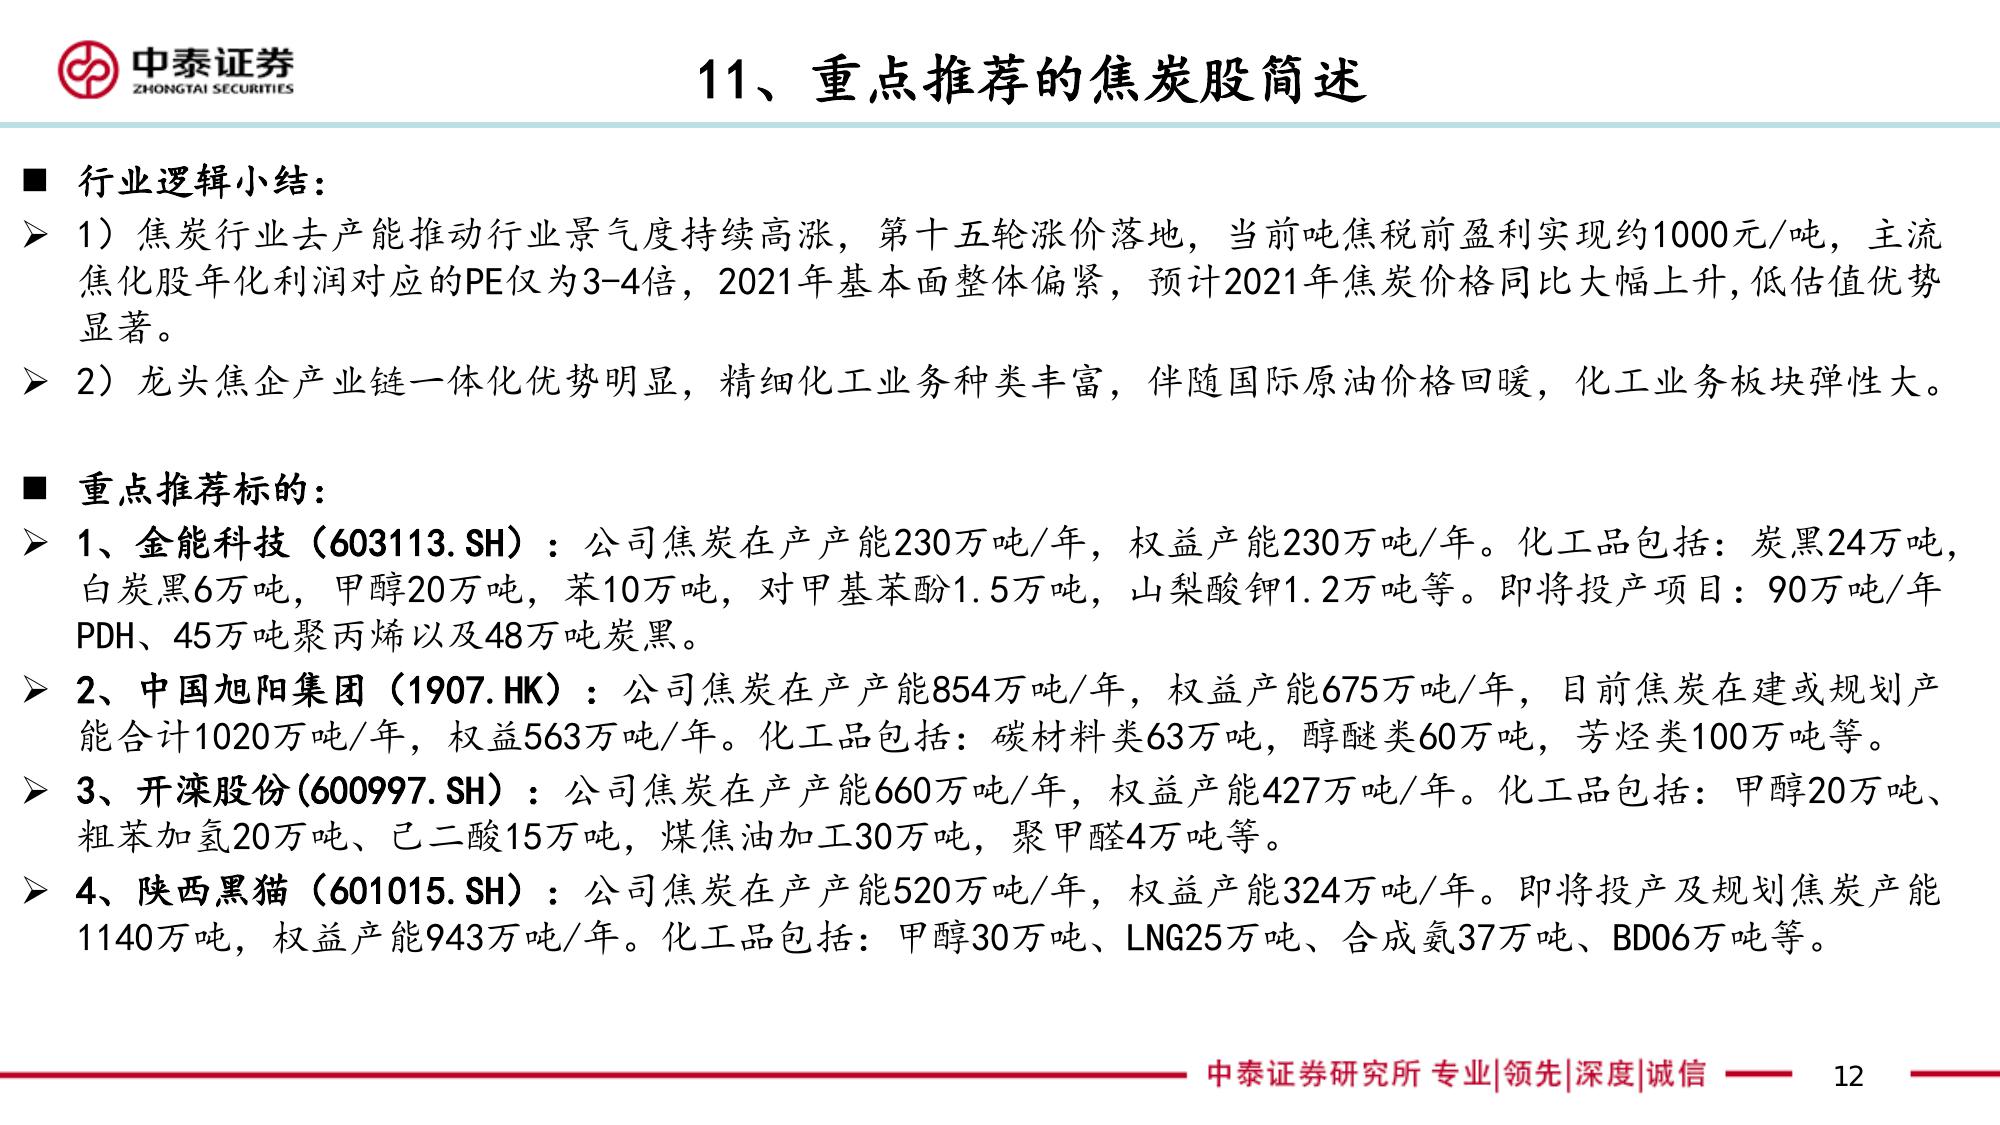 中泰证券
ZHONGTAI SECURITIES
11、重点推荐的焦炭股简述
■ 行业逻辑小结：
➢ 1）焦炭行业去产能推动行业景气度持续高涨，第十五轮涨价落地，当前吨焦税前盈利实现约1000元/吨，主流
焦化股年化利润对应的PE仅为3-4倍，2021年基本面整体偏紧，预计2021年焦炭价格同比大幅上升,低估值优势
显著。
➢ 2）龙头焦企产业链一体化优势明显，精细化工业务种类丰富，伴随国际原油价格回暖，化工业务板块弹性大。
■ 重点推荐标的：
➢ 1、金能科技（603113.SH）：公司焦炭在产产能230万吨/年，权益产能230万吨/年。化工品包括：炭黑24万吨，
白炭黑6万吨，甲醇20万吨，苯10万吨，对甲基苯酚1.5万吨，山梨酸钾1.2万吨等。即将投产项目：90万吨/年
PDH、45万吨聚丙烯以及48万吨炭黑。
➢ 2、中国旭阳集团（1907.HK）：公司焦炭在产产能854万吨/年，权益产能675万吨/年，目前焦炭在建或规划产
能合计1020万吨/年，权益563万吨/年。化工品包括：碳材料类63万吨，醇醚类60万吨，芳烃类100万吨等。
➢ 3、开滦股份(600997.SH）：公司焦炭在产产能660万吨/年，权益产能427万吨/年。化工品包括：甲醇20万吨、
粗苯加氢20万吨、己二酸15万吨，煤焦油加工30万吨，聚甲醛4万吨等。
➢ 4、陕西黑猫（601015.SH）：公司焦炭在产产能520万吨/年，权益产能324万吨/年。即将投产及规划焦炭产能
1140万吨，权益产能943万吨/年。化工品包括：甲醇30万吨、LNG25万吨、合成氨37万吨、BDO6万吨等。
中泰证券研究所 专业|领先|深度|诚信
12